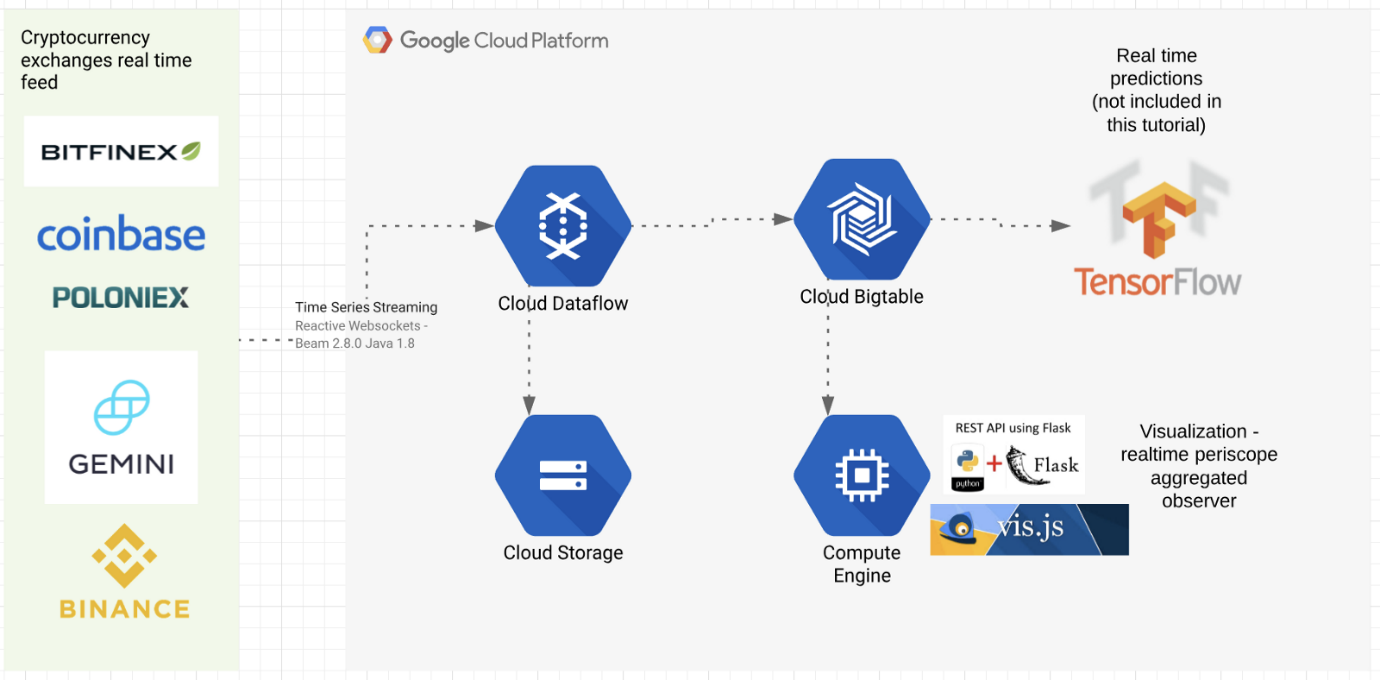 Cryptocurrency
exchanges real time
feed
BITFINEX
coinbase
POLONIEX
GEMINI
BINANCE
Time Series Streaming
Reactive Websockets -
Beam 2.8.0 Java 1.8
Google Cloud Platform
Cloud Dataflow
Cloud Bigtable
Real time
predictions
(not included in
this tutorial)
TensorFlow
Cloud Storage
Compute
Engine
REST API using Flask
python
+
Flask
vis.js
Visualization -
realtime periscope
aggregated
observer